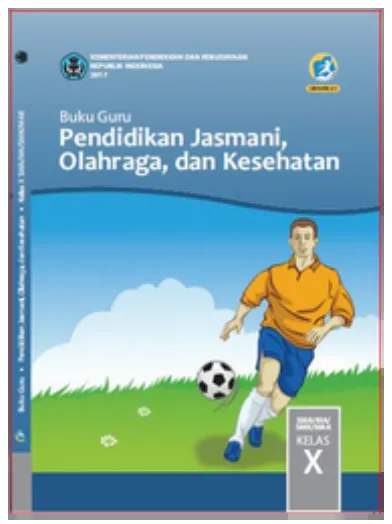 KEMENTERIAN PENDIDIKAN DAN KEBUDAYAAN
REPUBLIK INDONESIA
2017
Buku Guru
Pendidikan Jasmani,
Olahraga, dan Kesehatan
SMA/MA/
SMK/MAK
KELAS
X
Buku Guru • Pendidikan Jasmani, Olahraga, dan Kesehatan • Kelas X SMA/MA/SMK/MAK